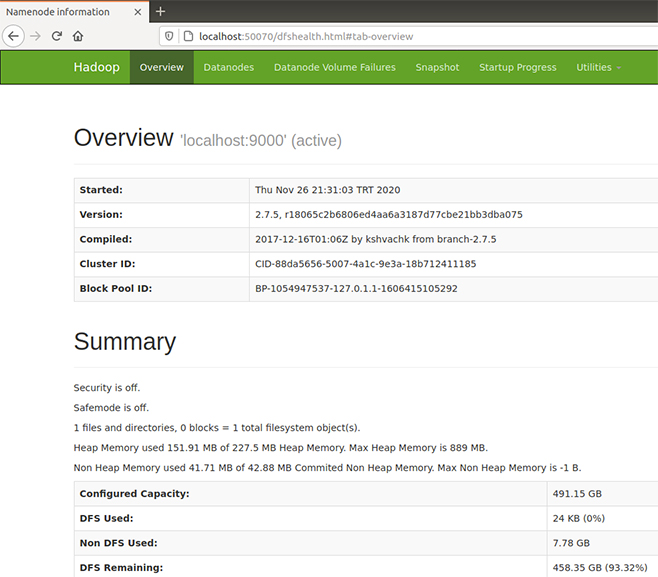 Namenode information
localhost:50070/dfshealth.html#tab-overview
Hadoop Overview Datanodes Datanode Volume Failures Snapshot Startup Progress Utilities
Overview 'localhost:9000' (active)
Started: Thu Nov 26 21:31:03 TRT 2020
Version: 2.7.5, r18065c2b6806ed4aa6a3187d77cbe21bb3dba075
Compiled: 2017-12-16T01:06Z by kshvachk from branch-2.7.5
Cluster ID: CID-88da5656-5007-4a1c-9e3a-18b712411185
Block Pool ID: BP-1054947537-127.0.1.1-1606415105292
Summary
Security is off.
Safemode is off.
1 files and directories, 0 blocks = 1 total filesystem object(s).
Heap Memory used 151.91 MB of 227.5 MB Heap Memory. Max Heap Memory is 889 MB.
Non Heap Memory used 41.71 MB of 42.88 MB Commited Non Heap Memory. Max Non Heap Memory is -1 B.
Configured Capacity: 491.15 GB
DFS Used: 24 KB (0%)
Non DFS Used: 7.78 GB
DFS Remaining: 458.35 GB (93.32%)